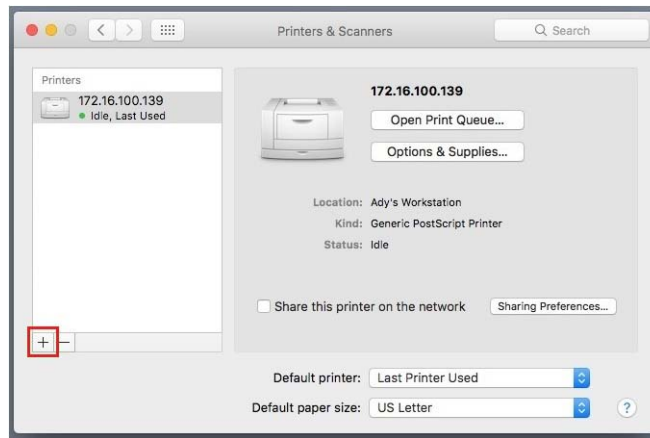 Printers & Scanners
Search
Printers
172.16.100.139
Idle, Last Used
172.16.100.139
Open Print Queue...
Options & Supplies...
Location: Ady's Workstation
Kind: Generic PostScript Printer
Status: Idle
Share this printer on the network
Sharing Preferences...
+ −
Default printer: Last Printer Used
Default paper size: US Letter
?